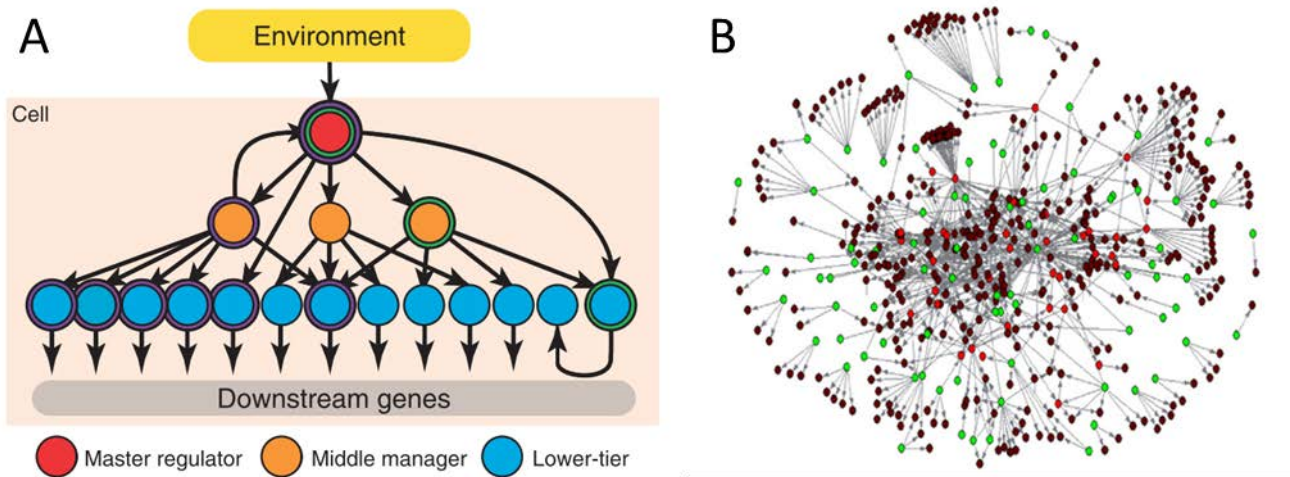 A
B
Environment
Cell
Downstream genes
Master regulator
Middle manager
Lower-tier